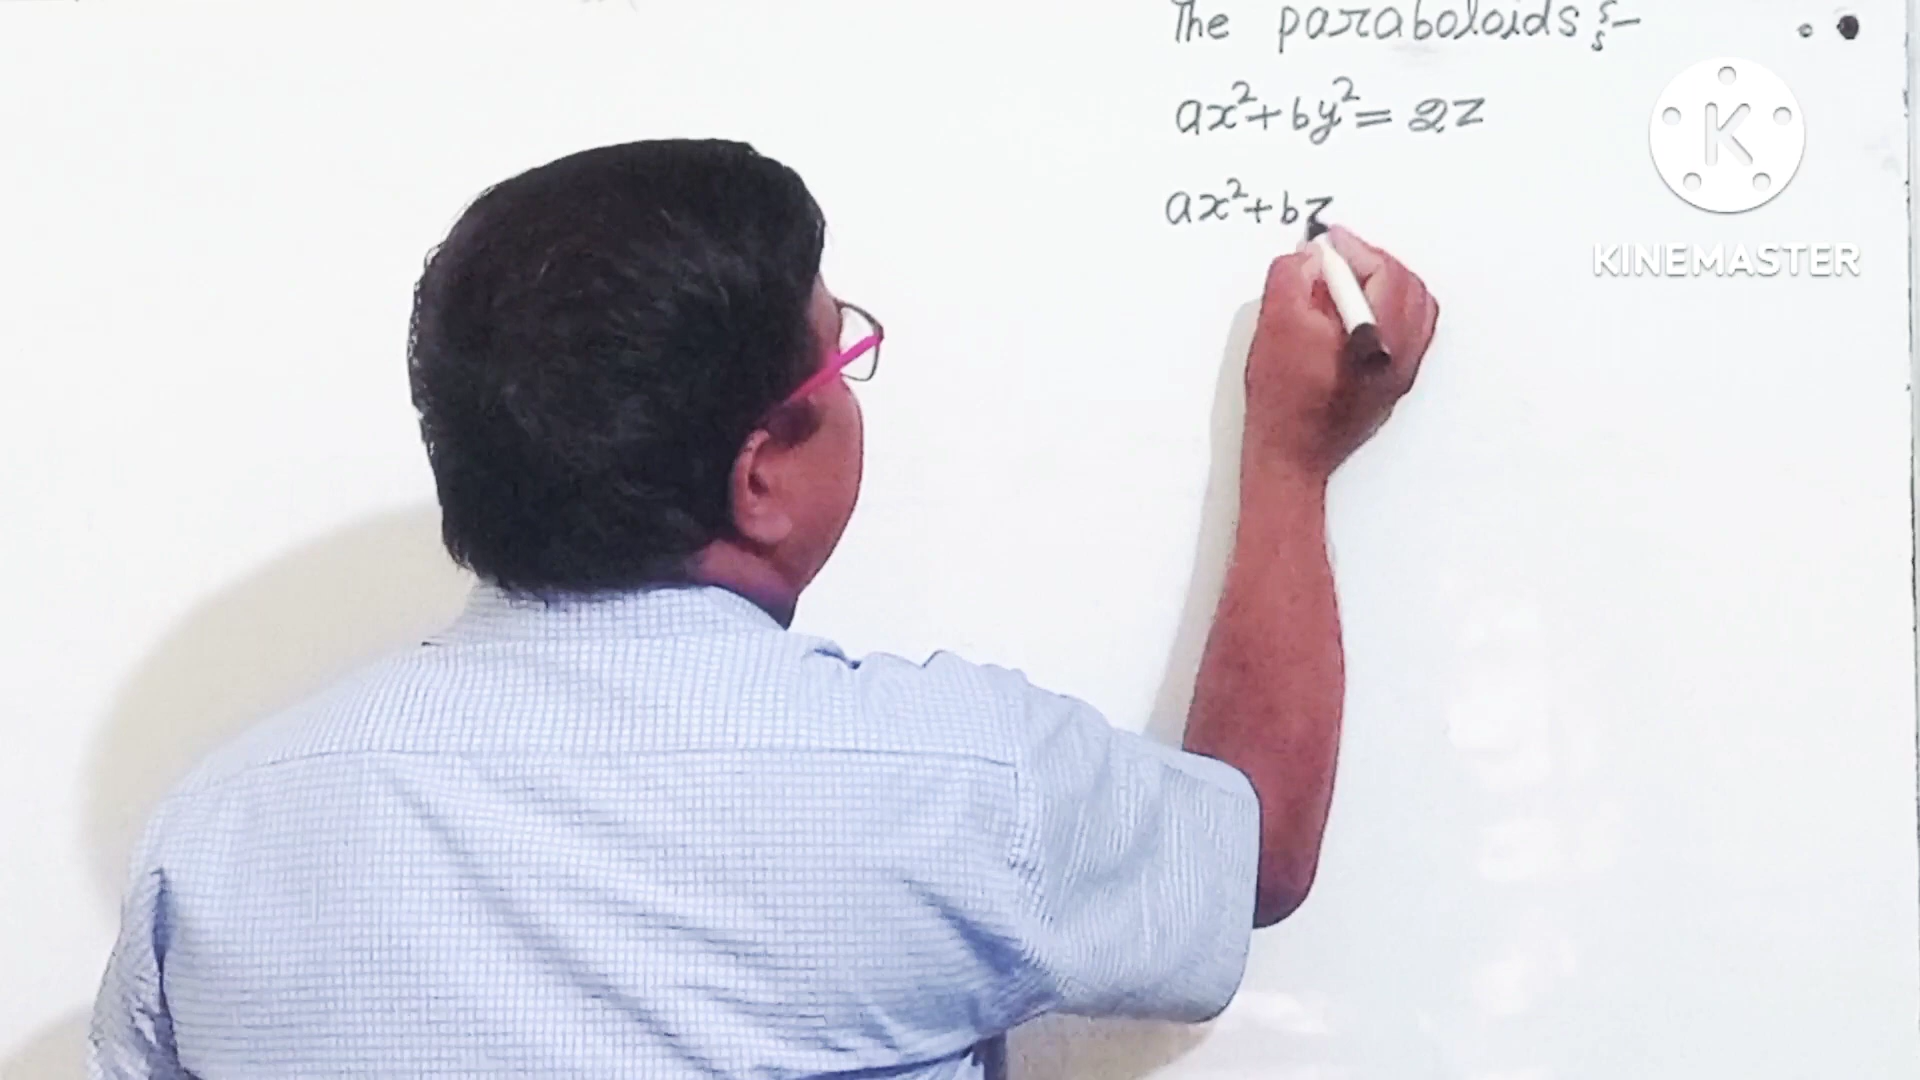 The paraboloids :-
ax²+by²= 2z
ax²+bz
K
KINEMASTER